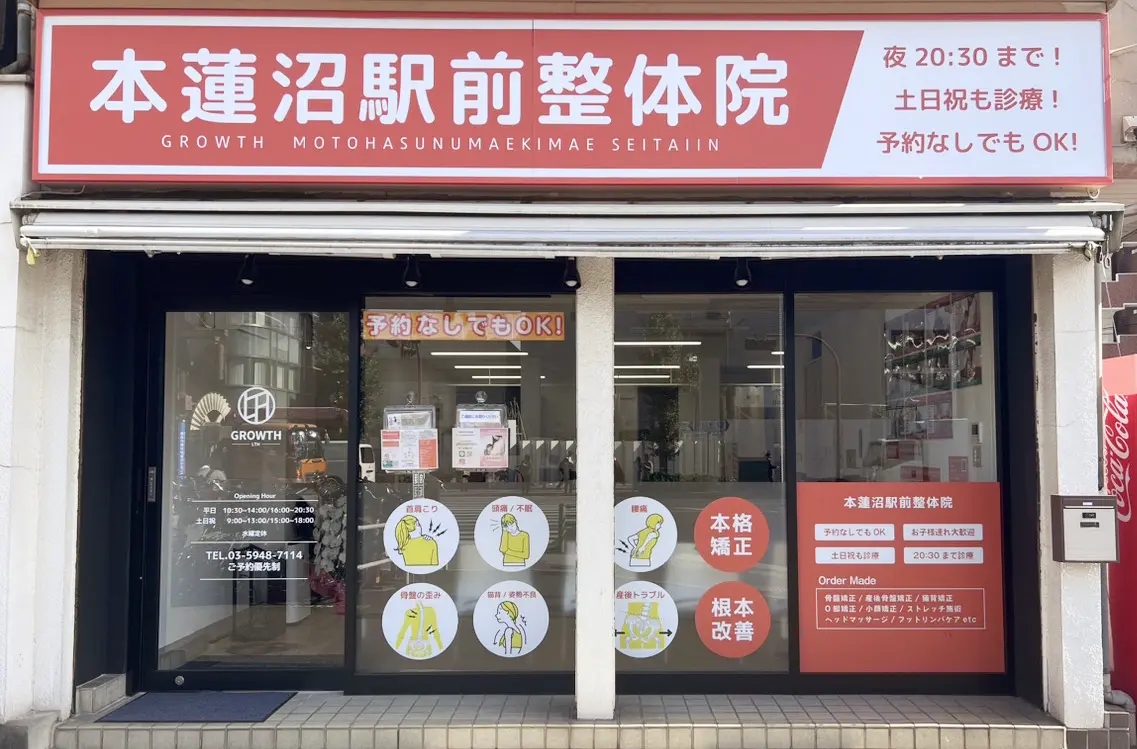 本蓮沼駅前整体院
GROWTH MOTOHASUNUMAEKIMAE SEITAIIN
夜 20:30 まで！
土日祝も診療！
予約なしでも OK!
予約なしでもOK!
GROWTH
LTM
Opening Hour
平日 10:30~14:00/16:00~20:30
土日祝 9:00~13:00/15:00~18:00
水曜定休
TEL.03-5948-7114
ご予約優先制
首肩こり
頭痛 / 不眠
腰痛
本格
矯正
骨盤の歪み
猫背 / 姿勢不良
産後トラブル
根本
改善
本蓮沼駅前整体院
予約なしでも OK
お子様連れ大歓迎
土日祝も診療
20:30 まで診療
Order Made
骨盤矯正 / 産後骨盤矯正 / 猫背矯正
O脚矯正 / 小顔矯正 / ストレッチ施術
ヘッドマッサージ / フットリンパケア etc
Coca-Cola